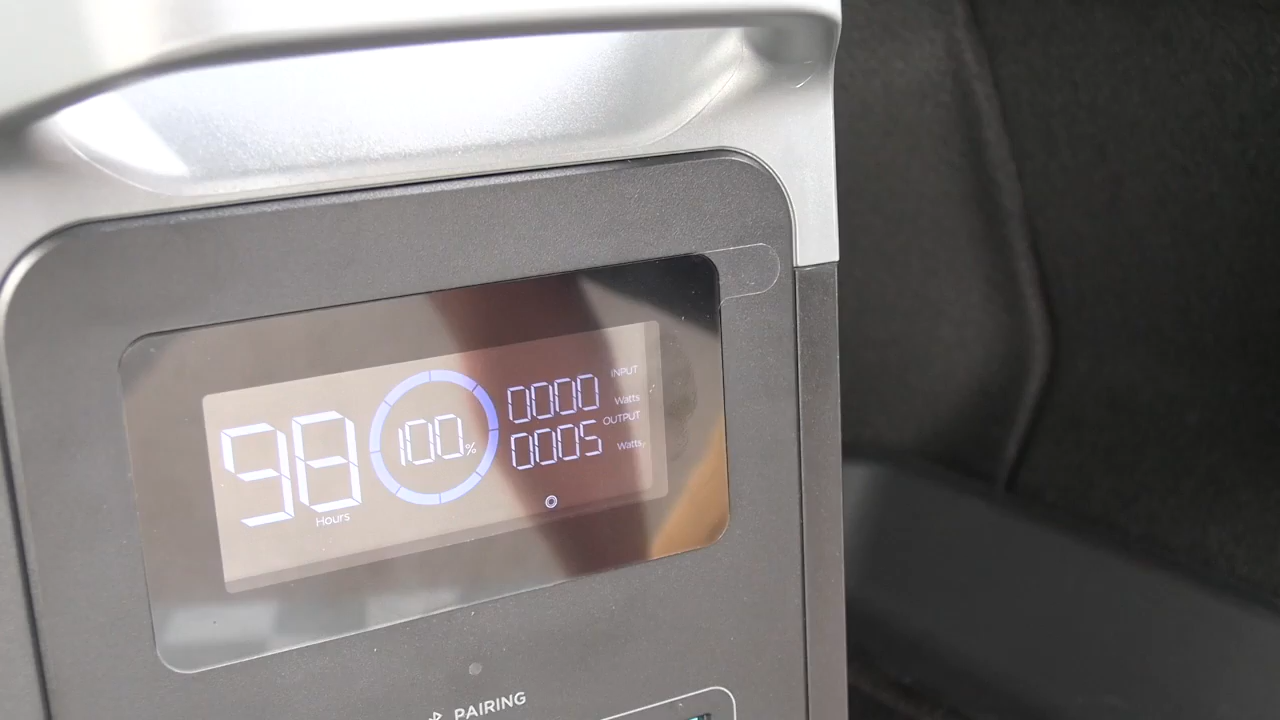 98
Hours
100%
0000
INPUT
Watts
0005
OUTPUT
Watts
PAIRING